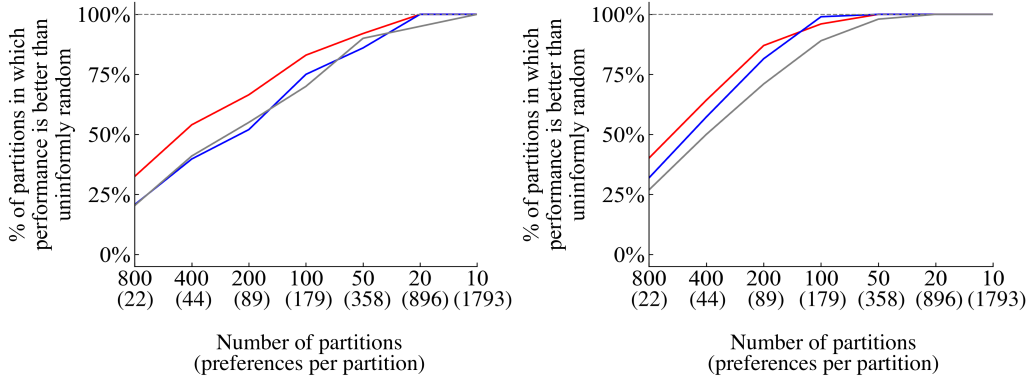 % of partitions in which
performance is better than
uninformly random
100%
75%
50%
25%
0%
800 400 200 100 50 20 10
(22) (44) (89) (179) (358) (896) (1793)
Number of partitions
(preferences per partition)
% of partitions in which
performance is better than
uninformly random
100%
75%
50%
25%
0%
800 400 200 100 50 20 10
(22) (44) (89) (179) (358) (896) (1793)
Number of partitions
(preferences per partition)